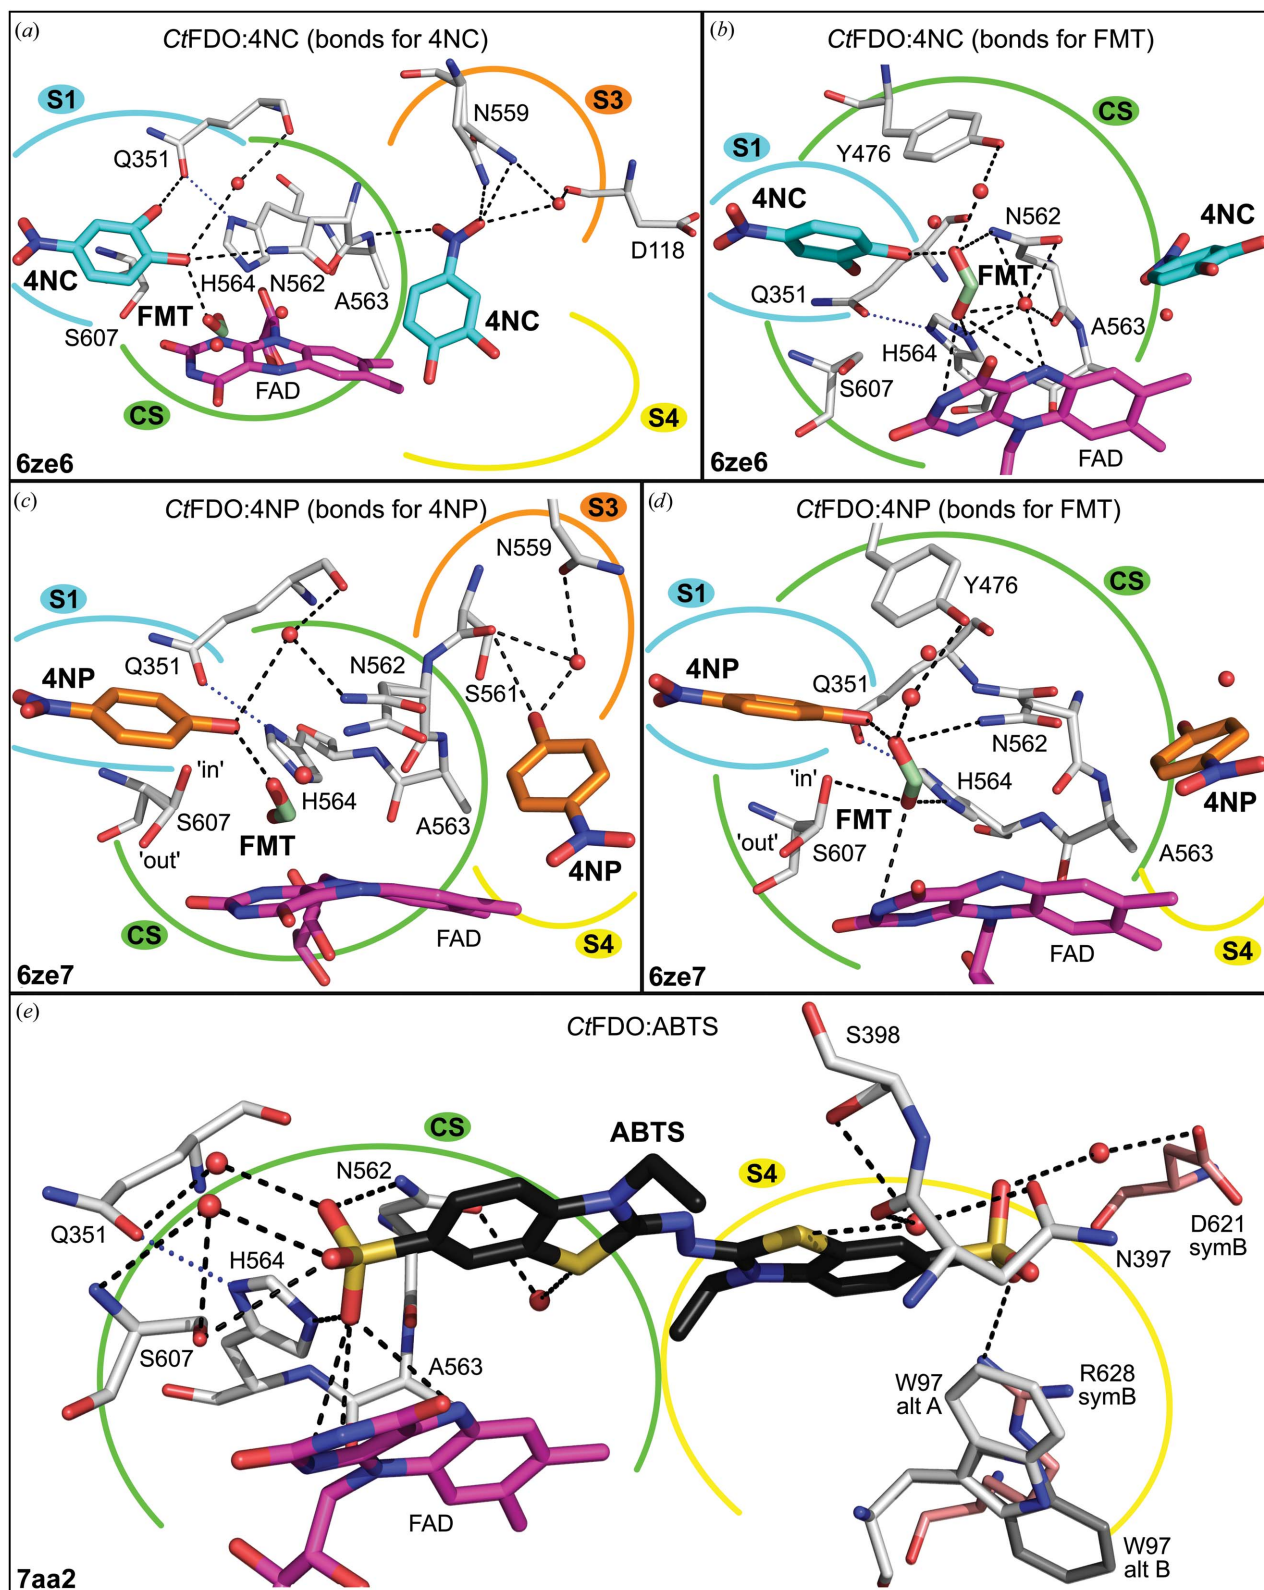 (a)
CtFDO:4NC (bonds for 4NC)
S1
S3
N559
Q351
4NC
D118
H564
N562
A563
4NC
S607
FMT
FAD
CS
S4
6ze6
(b)
CtFDO:4NC (bonds for FMT)
CS
Y476
S1
4NC
N562
4NC
FMT
Q351
A563
H564
S607
FAD
6ze6
(c)
CtFDO:4NP (bonds for 4NP)
S3
N559
S1
Q351
N562
4NP
S561
'in'
H564
S607
A563
'out'
FMT
4NP
CS
FAD
S4
6ze7
(d)
CtFDO:4NP (bonds for FMT)
CS
Y476
S1
4NP
Q351
N562
'in'
H564
4NP
FMT
'out'
S607
A563
FAD
S4
6ze7
(e)
CtFDO:ABTS
S398
CS
ABTS
N562
S4
Q351
D621
symB
H564
N397
S607
A563
W97
alt A
R628
symB
FAD
W97
alt B
7aa2